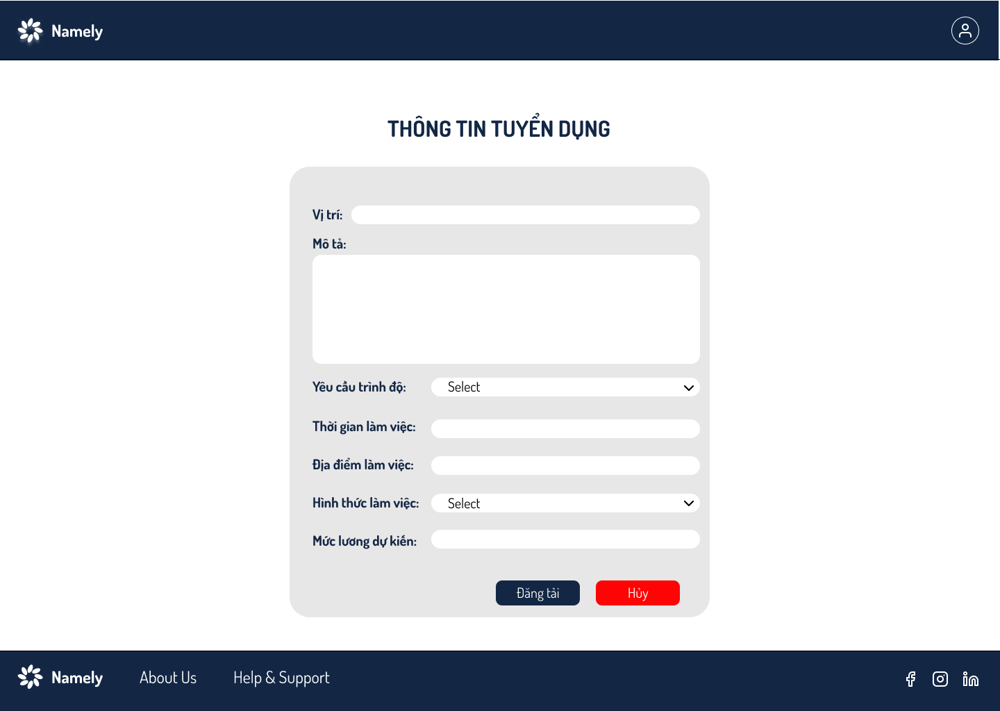 Namely
THÔNG TIN TUYỂN DỤNG
Vị trí:
Mô tả:
Yêu cầu trình độ: Select
Thời gian làm việc:
Địa điểm làm việc:
Hình thức làm việc: Select
Mức lương dự kiến:
Đăng tải Hủy
Namely About Us Help & Support